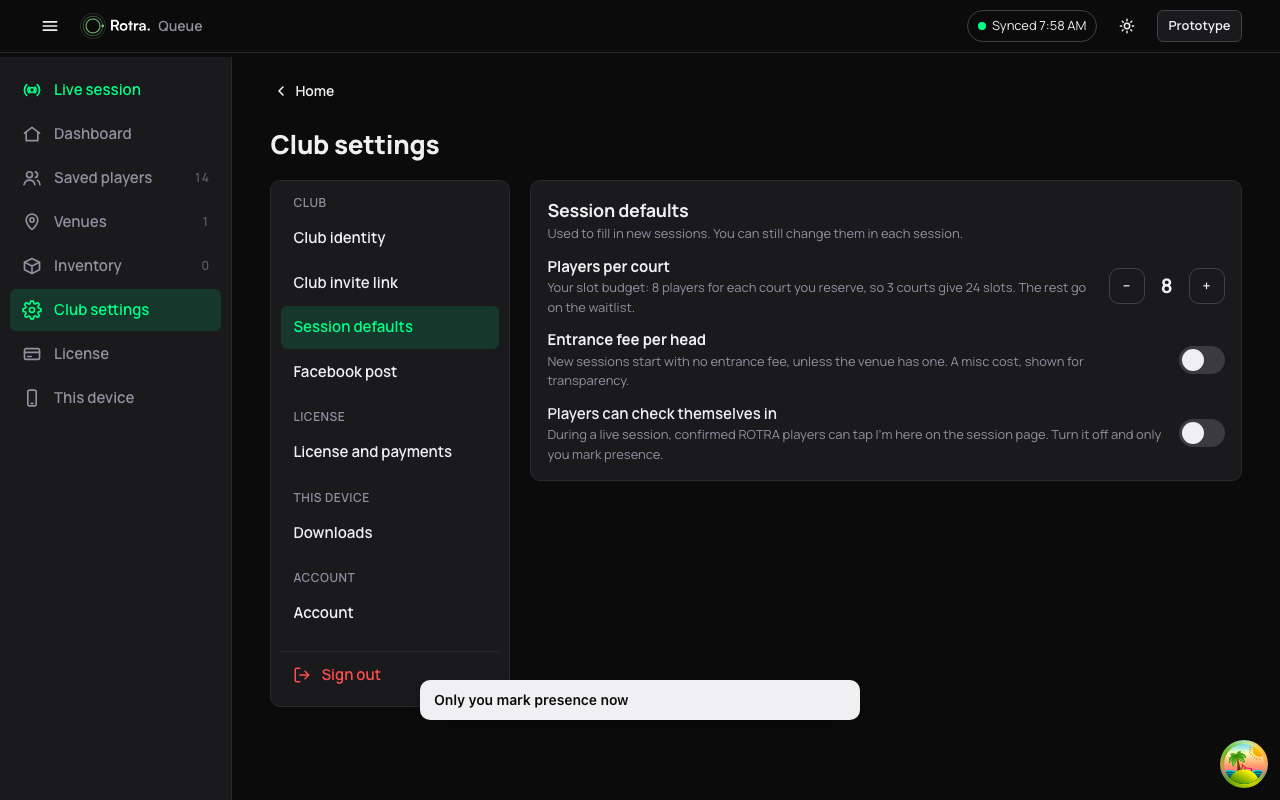 Rotra. Queue
Synced 7:58 AM
Prototype
Live session
Dashboard
Saved players 14
Venues 1
Inventory 0
Club settings
License
This device
Home
Club settings
CLUB
Club identity
Club invite link
Session defaults
Facebook post
LICENSE
License and payments
THIS DEVICE
Downloads
ACCOUNT
Account
Sign out
Session defaults
Used to fill in new sessions. You can still change them in each session.
Players per court
Your slot budget: 8 players for each court you reserve, so 3 courts give 24 slots. The rest go
on the waitlist.
− 8 +
Entrance fee per head
New sessions start with no entrance fee, unless the venue has one. A misc cost, shown for
transparency.
Players can check themselves in
During a live session, confirmed ROTRA players can tap I'm here on the session page. Turn it off and only
you mark presence.
Only you mark presence now